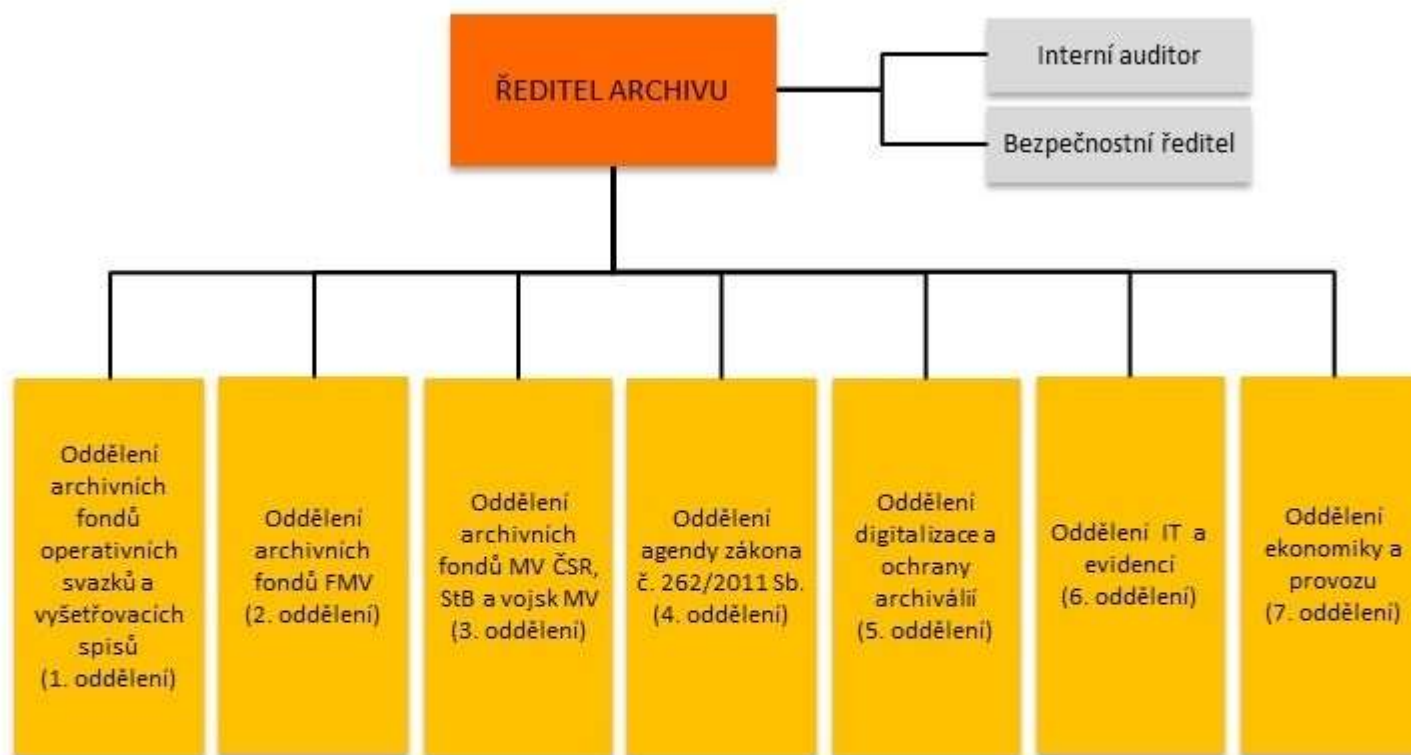 ŘEDITEL ARCHIVU
Interní auditor
Bezpečnostní ředitel
Oddělení
archivních
fondů
operativních
svazků a
vyšetřovacích
spisů
(1. oddělení)
Oddělení
archivních
fondů FMV
(2. oddělení)
Oddělení
archivních
fondů MV ČSR,
StB a vojsk MV
(3. oddělení)
Oddělení
agendy zákona
č. 262/2011 Sb.
(4. oddělení)
Oddělení
digitalizace a
ochrany
archiválií
(5. oddělení)
Oddělení IT a
evidencí
(6. oddělení)
Oddělení
ekonomiky a
provozu
(7. oddělení)